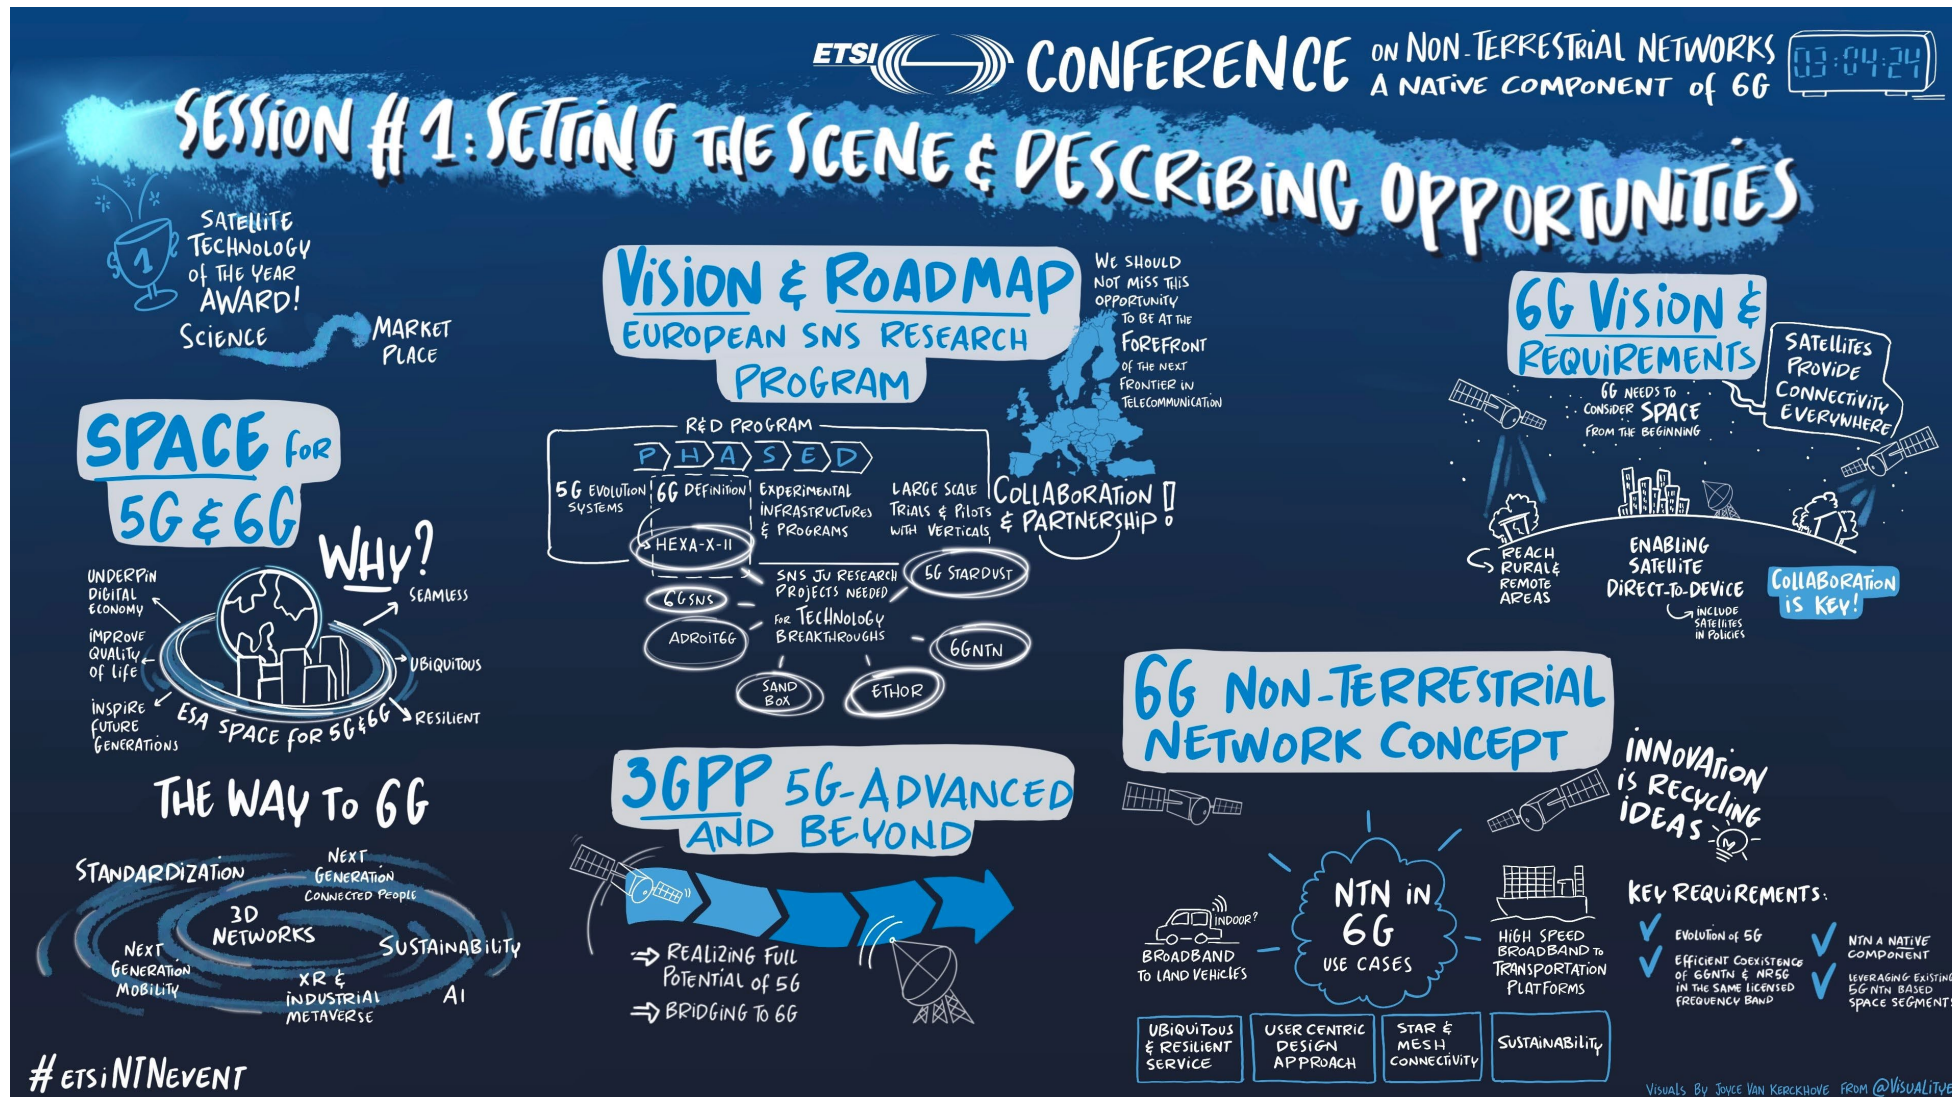 ETSI
CONFERENCE
ON NON-TERRESTRIAL NETWORKS
A NATIVE COMPONENT of 6G
03:04:24
SESSION #1: SETTING THE SCENE & DESCRIBING OPPORTUNITIES
1
SATELLITE
TECHNOLOGY
of THE YEAR
AWARD!
SCIENCE
MARKET
PLACE
SPACE for
5G & 6G
WHY?
UNDERPIN
DIGITAL
ECONOMY
IMPROVE
QUALITY
of LIFE
INSPIRE
FUTURE
GENERATIONS
SEAMLESS
UBIQUITOUS
RESILIENT
ESA SPACE for 5G&6G
THE WAY TO 6G
STANDARDIZATION
NEXT
GENERATION
CONNECTED PEOPLE
3D
NETWORKS
SUSTAINABILITY
NEXT
GENERATION
MOBILITY
XR &
INDUSTRIAL
METAVERSE
AI
#ETSINTNEVENT
VISION & ROADMAP
EUROPEAN SNS RESEARCH
PROGRAM
WE SHOULD
NOT MISS THIS
OPPORTUNITY
TO BE AT THE
FOREFRONT
OF THE NEXT
FRONTIER IN
TELECOMMUNICATION
R&D PROGRAM
PHASED
5G EVOLUTION
SYSTEMS
6G DEFINITION
EXPERIMENTAL
INFRASTRUCTURES
& PROGRAMS
LARGE SCALE
TRIALS & PILOTS
WITH VERTICALS
COLLABORATION
& PARTNERSHIP!
HEXA-X-II
SNS JU RESEARCH
PROJECTS NEEDED
FOR TECHNOLOGY
BREAKTHROUGHS
5G STARDUST
6GSNS
ADROIT6G
6GNTN
SAND
BOX
ETHOR
3GPP 5G-ADVANCED
AND BEYOND
REALIZING FULL
POTENTIAL of 5G
BRIDGING TO 6G
6G VISION &
REQUIREMENTS
SATELLITES
PROVIDE
CONNECTIVITY
EVERYWHERE
6G NEEDS TO
CONSIDER SPACE
FROM THE BEGINNING
REACH
RURAL &
REMOTE
AREAS
ENABLING
SATELLITE
DIRECT-TO-DEVICE
INCLUDE
SATELLITES
IN POLICIES
COLLABORATION
IS KEY!
6G NON-TERRESTRIAL
NETWORK CONCEPT
INNOVATION
IS RECYCLING
IDEAS
NTN IN
6G
USE CASES
INDOOR?
BROADBAND
TO LAND VEHICLES
HIGH SPEED
BROADBAND TO
TRANSPORTATION
PLATFORMS
UBIQUITOUS
& RESILIENT
SERVICE
USER CENTRIC
DESIGN
APPROACH
STAR &
MESH
CONNECTIVITY
SUSTAINABILITY
KEY REQUIREMENTS:
EVOLUTION of 5G
EFFICIENT COEXISTENCE
OF 6GNTN & NR5G
IN THE SAME LICENSED
FREQUENCY BAND
NTN A NATIVE
COMPONENT
LEVERAGING EXISTING
5G NTN BASED
SPACE SEGMENTS
VISUALS BY JOYCE VAN KERCKHOVE FROM @VISUALITYE